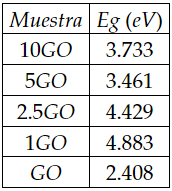 Muestra Eg (eV)
10GO 3.733
5GO 3.461
2.5GO 4.429
1GO 4.883
GO 2.408